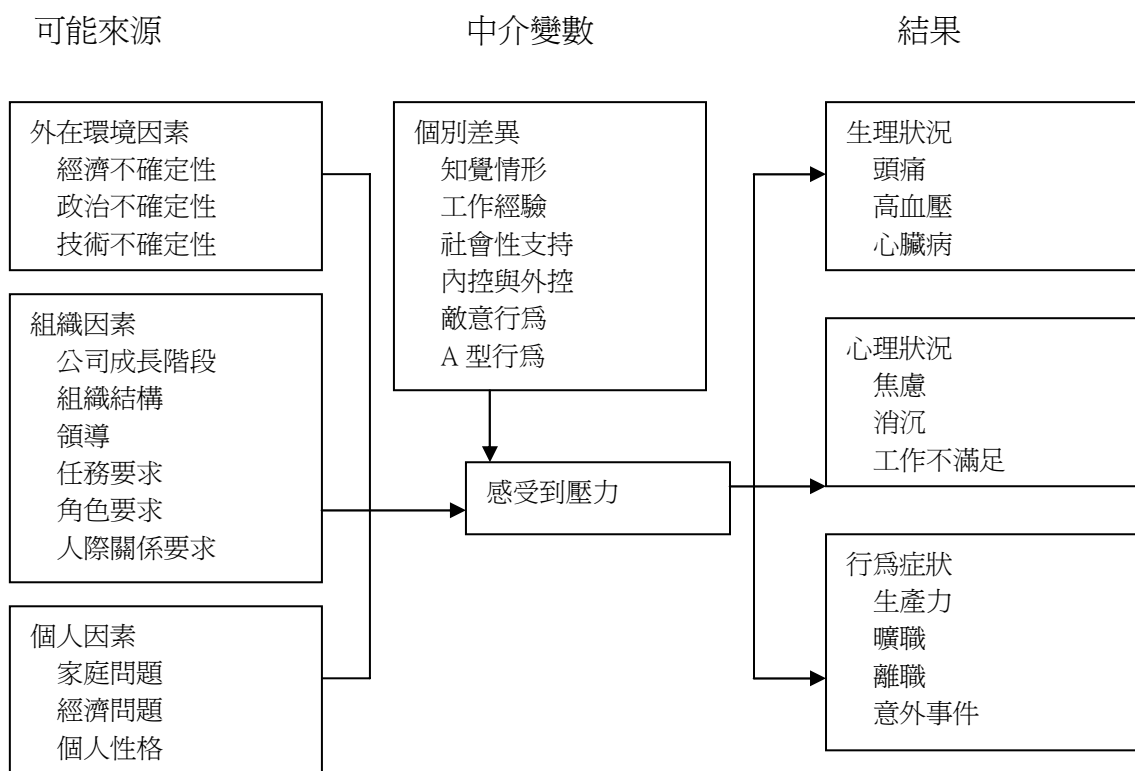 可能來源
中介變數
結果
外在環境因素
經濟不確定性
政治不確定性
技術不確定性
組織因素
公司成長階段
組織結構
領導
任務要求
角色要求
人際關係要求
個人因素
家庭問題
經濟問題
個人性格
個別差異
知覺情形
工作經驗
社會性支持
內控與外控
敵意行爲
A 型行爲
感受到壓力
生理狀況
頭痛
高血壓
心臟病
心理狀況
焦慮
消沉
工作不滿足
行爲症狀
生產力
曠職
離職
意外事件